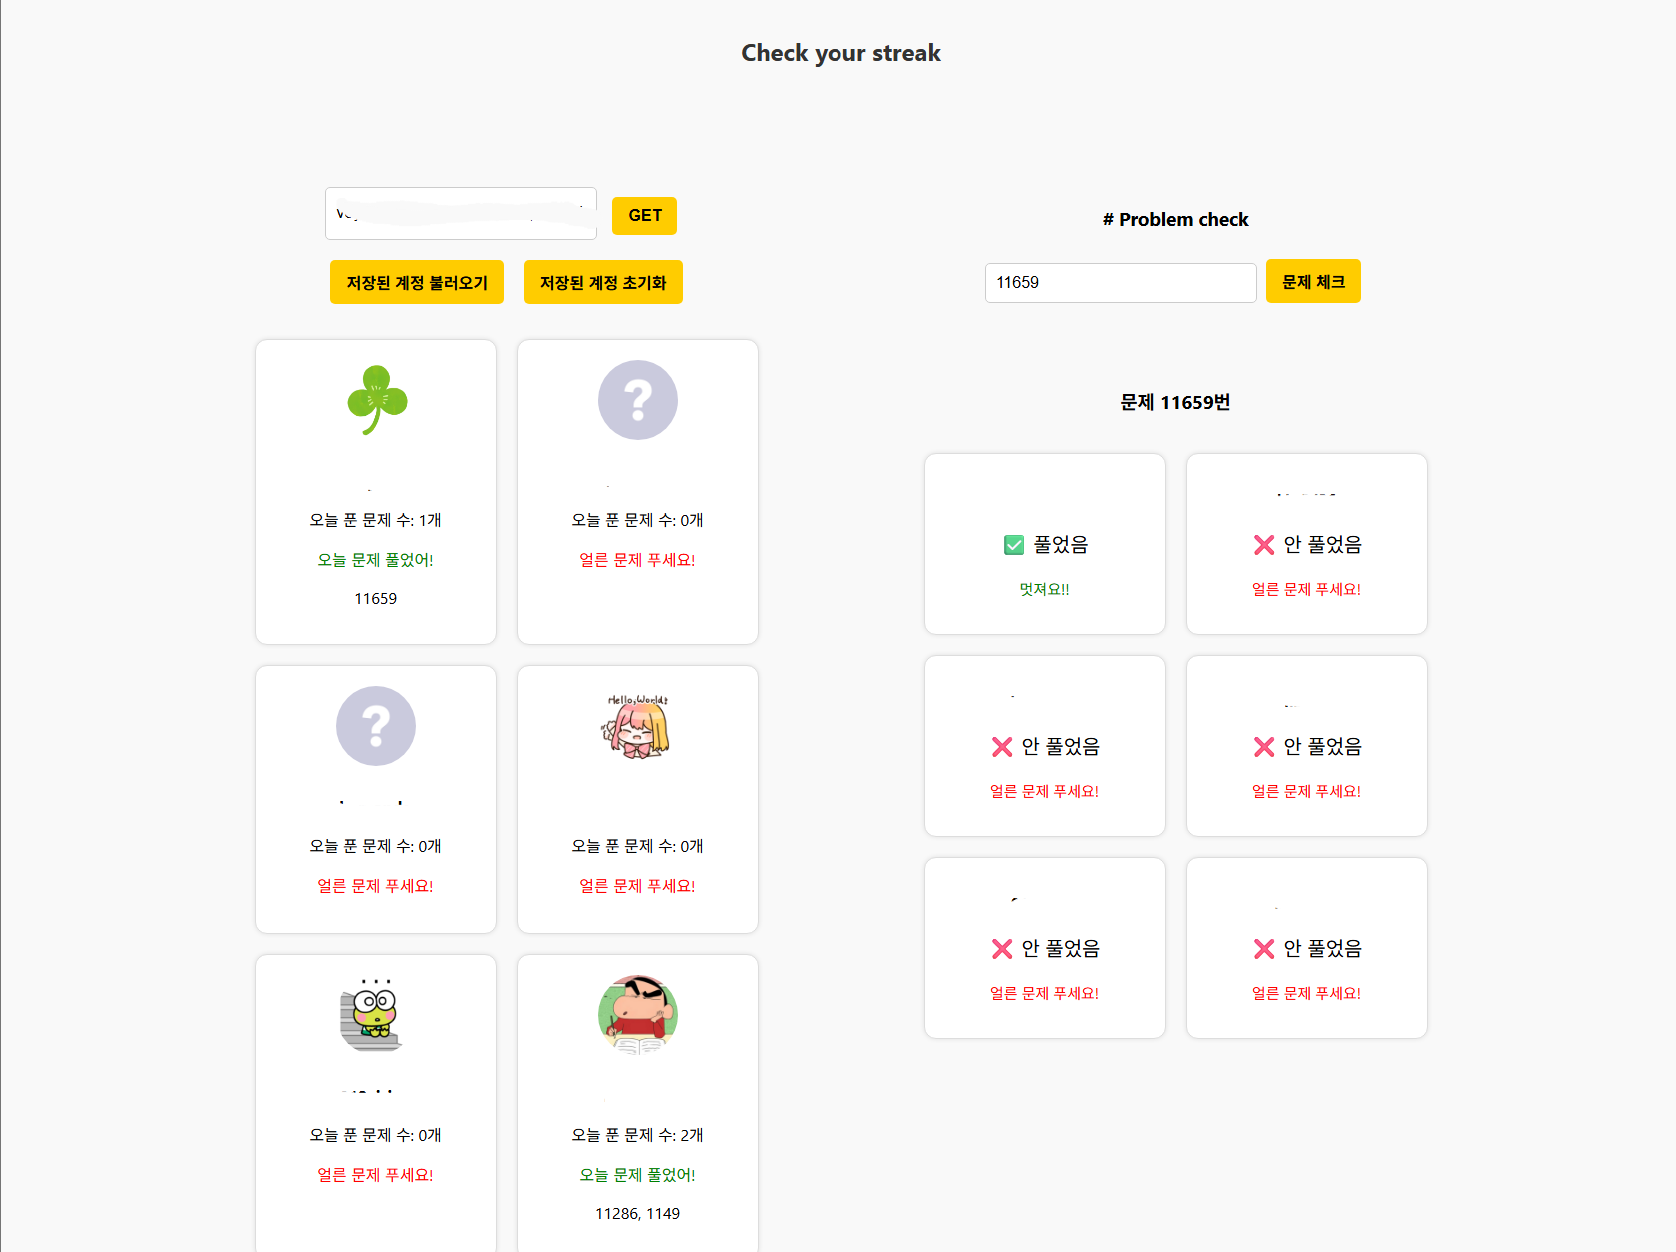 Check your streak
GET
저장된 계정 불러오기
저장된 계정 초기화
오늘 푼 문제 수: 1개
오늘 문제 풀었어!
11659
오늘 푼 문제 수: 0개
얼른 문제 푸세요!
오늘 푼 문제 수: 0개
얼른 문제 푸세요!
Hello,World!
오늘 푼 문제 수: 0개
얼른 문제 푸세요!
오늘 푼 문제 수: 0개
얼른 문제 푸세요!
오늘 푼 문제 수: 2개
오늘 문제 풀었어!
11286, 1149
# Problem check
11659
문제 체크
문제 11659번
풀었음
멋져요!!
안 풀었음
얼른 문제 푸세요!
안 풀었음
얼른 문제 푸세요!
안 풀었음
얼른 문제 푸세요!
안 풀었음
얼른 문제 푸세요!
안 풀었음
얼른 문제 푸세요!